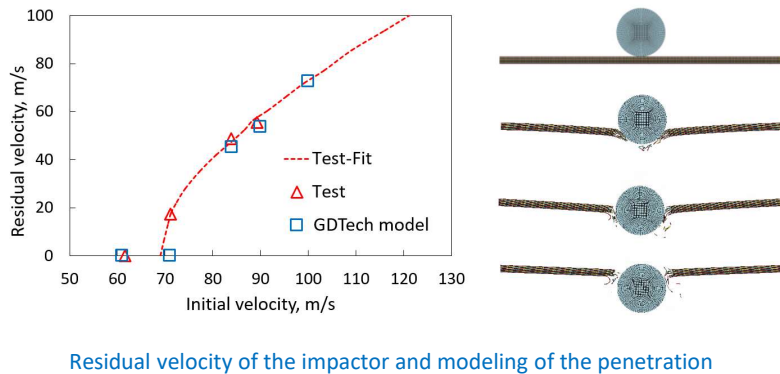 100
80
60
40
20
0
Residual velocity, m/s
Test-Fit
Test
GDTech model
50 60 70 80 90 100 110 120 130
Initial velocity, m/s
Residual velocity of the impactor and modeling of the penetration